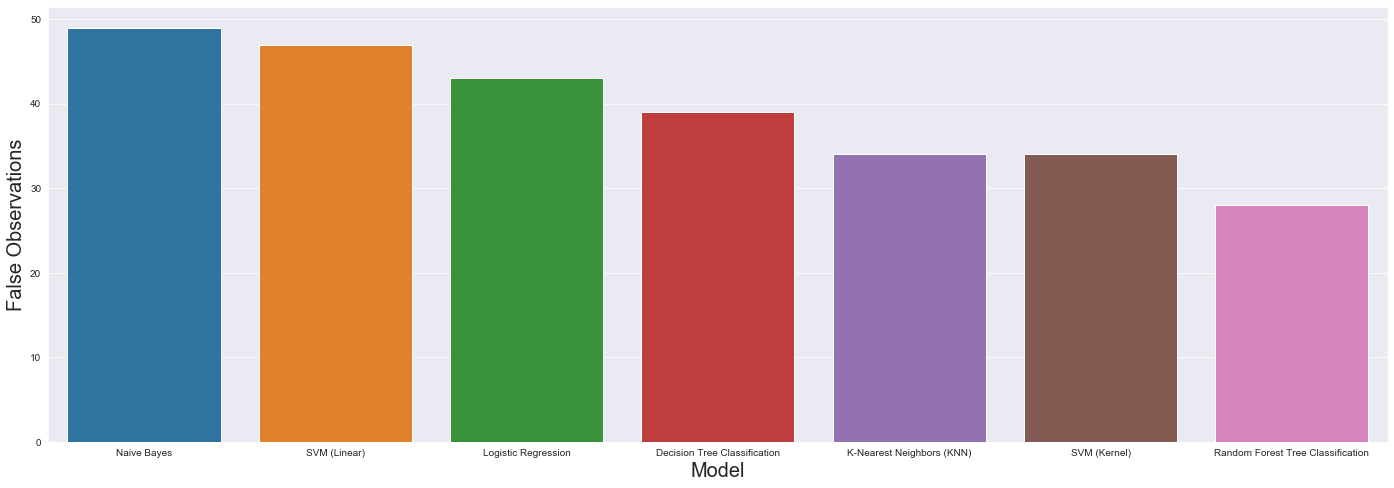 50
40
30
20
10
0
False Observations
Naive Bayes
SVM (Linear)
Logistic Regression
Decision Tree Classification
K-Nearest Neighbors (KNN)
SVM (Kernel)
Random Forest Tree Classification
Model